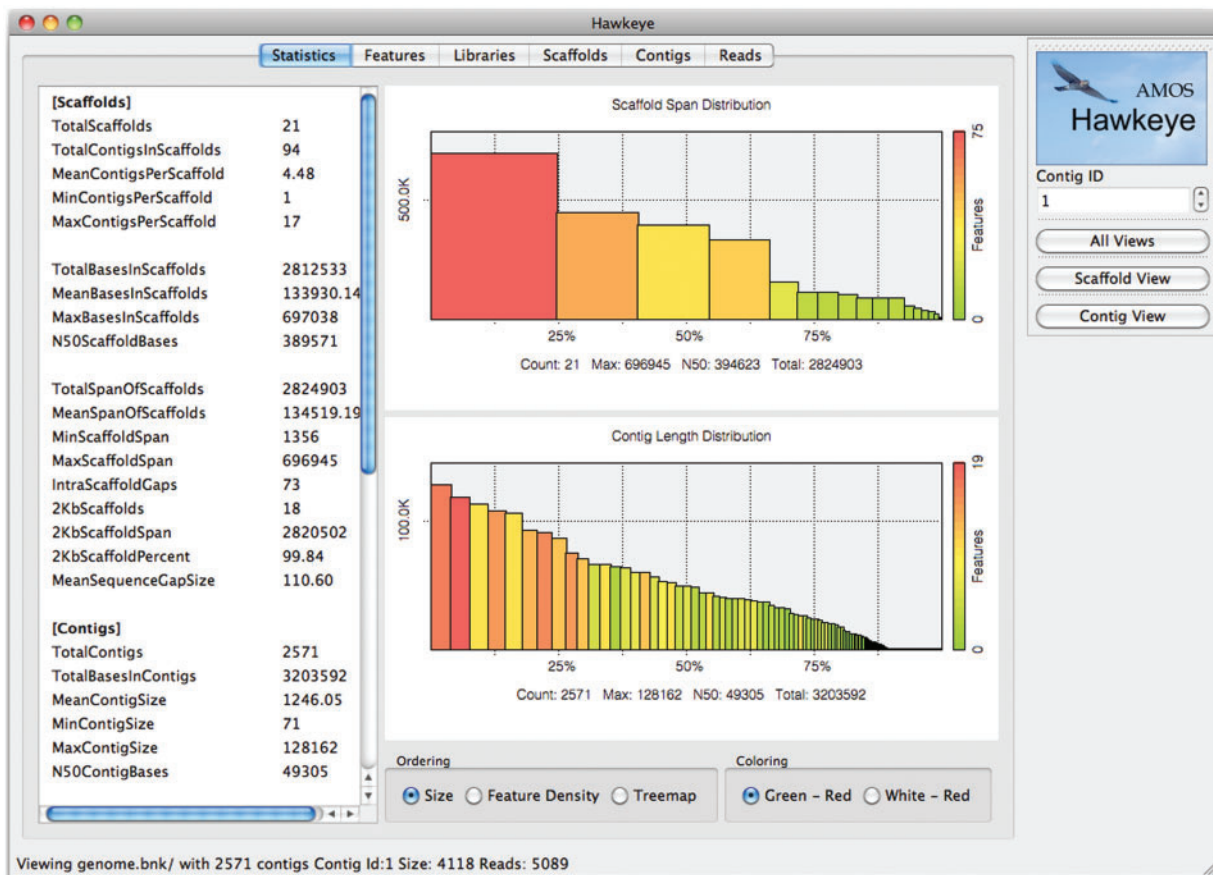 Hawkeye
Statistics Features Libraries Scaffolds Contigs Reads
[Scaffolds]
TotalScaffolds 21
TotalContigsInScaffolds 94
MeanContigsPerScaffold 4.48
MinContigsPerScaffold 1
MaxContigsPerScaffold 17
TotalBasesInScaffolds 2812533
MeanBasesInScaffolds 133930.14
MaxBasesInScaffolds 697038
N50ScaffoldBases 389571
TotalSpanOfScaffolds 2824903
MeanSpanOfScaffolds 134519.19
MinScaffoldSpan 1356
MaxScaffoldSpan 696945
IntraScaffoldGaps 73
2KbScaffolds 18
2KbScaffoldSpan 2820502
2KbScaffoldPercent 99.84
MeanSequenceGapSize 110.60
[Contigs]
TotalContigs 2571
TotalBasesInContigs 3203592
MeanContigSize 1246.05
MinContigSize 71
MaxContigSize 128162
N50ContigBases 49305
Scaffold Span Distribution
500.0K
75
Features
0
25% 50% 75%
Count: 21 Max: 696945 N50: 394623 Total: 2824903
Contig Length Distribution
100.0K
19
Features
0
25% 50% 75%
Count: 2571 Max: 128162 N50: 49305 Total: 3203592
Ordering
Size Feature Density Treemap
Coloring
Green – Red White – Red
AMOS
Hawkeye
Contig ID
1
All Views
Scaffold View
Contig View
Viewing genome.bnk/ with 2571 contigs Contig Id:1 Size: 4118 Reads: 5089